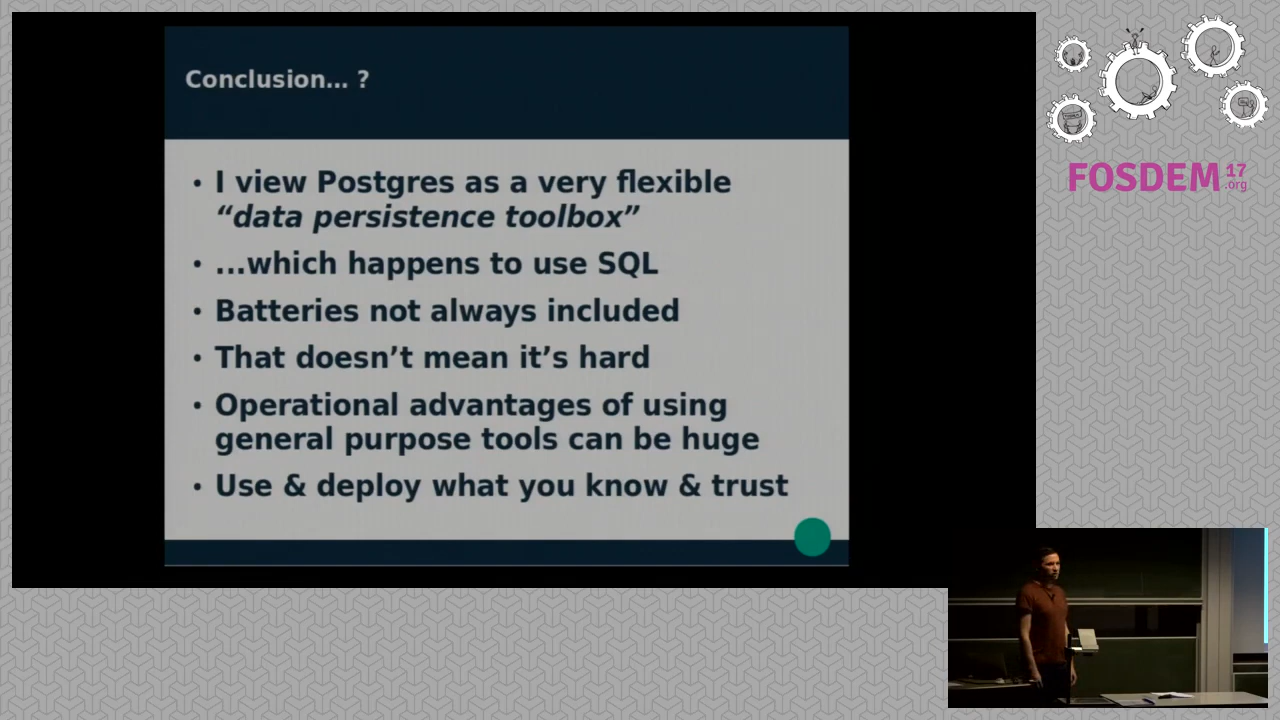 Conclusion... ?
• I view Postgres as a very flexible
“data persistence toolbox”
• ...which happens to use SQL
• Batteries not always included
• That doesn’t mean it’s hard
• Operational advantages of using
general purpose tools can be huge
• Use & deploy what you know & trust
FOSDEM 17
.org